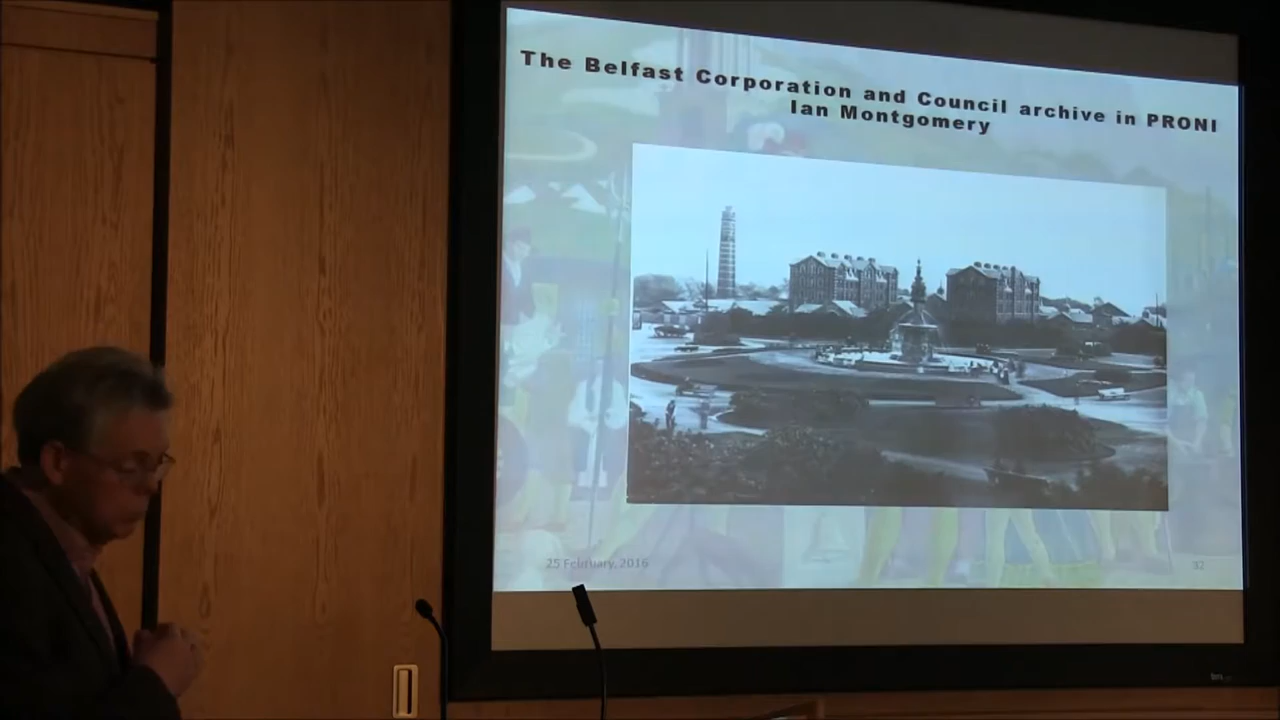 The Belfast Corporation and Council archive in PRONI
Ian Montgomery
25 February, 2016
32